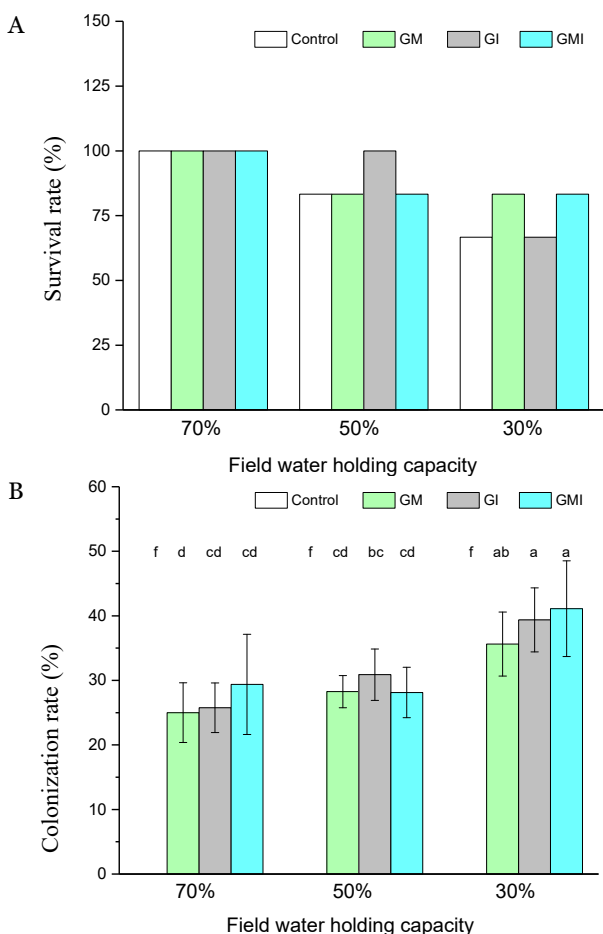 A
150
125
100
75
50
25
0
Survival rate (%)
Control GM GI GMI
70% 50% 30%
Field water holding capacity
B
60
50
40
30
20
10
0
Colonization rate (%)
Control GM GI GMI
f d cd cd f cd bc cd f ab a a
70% 50% 30%
Field water holding capacity